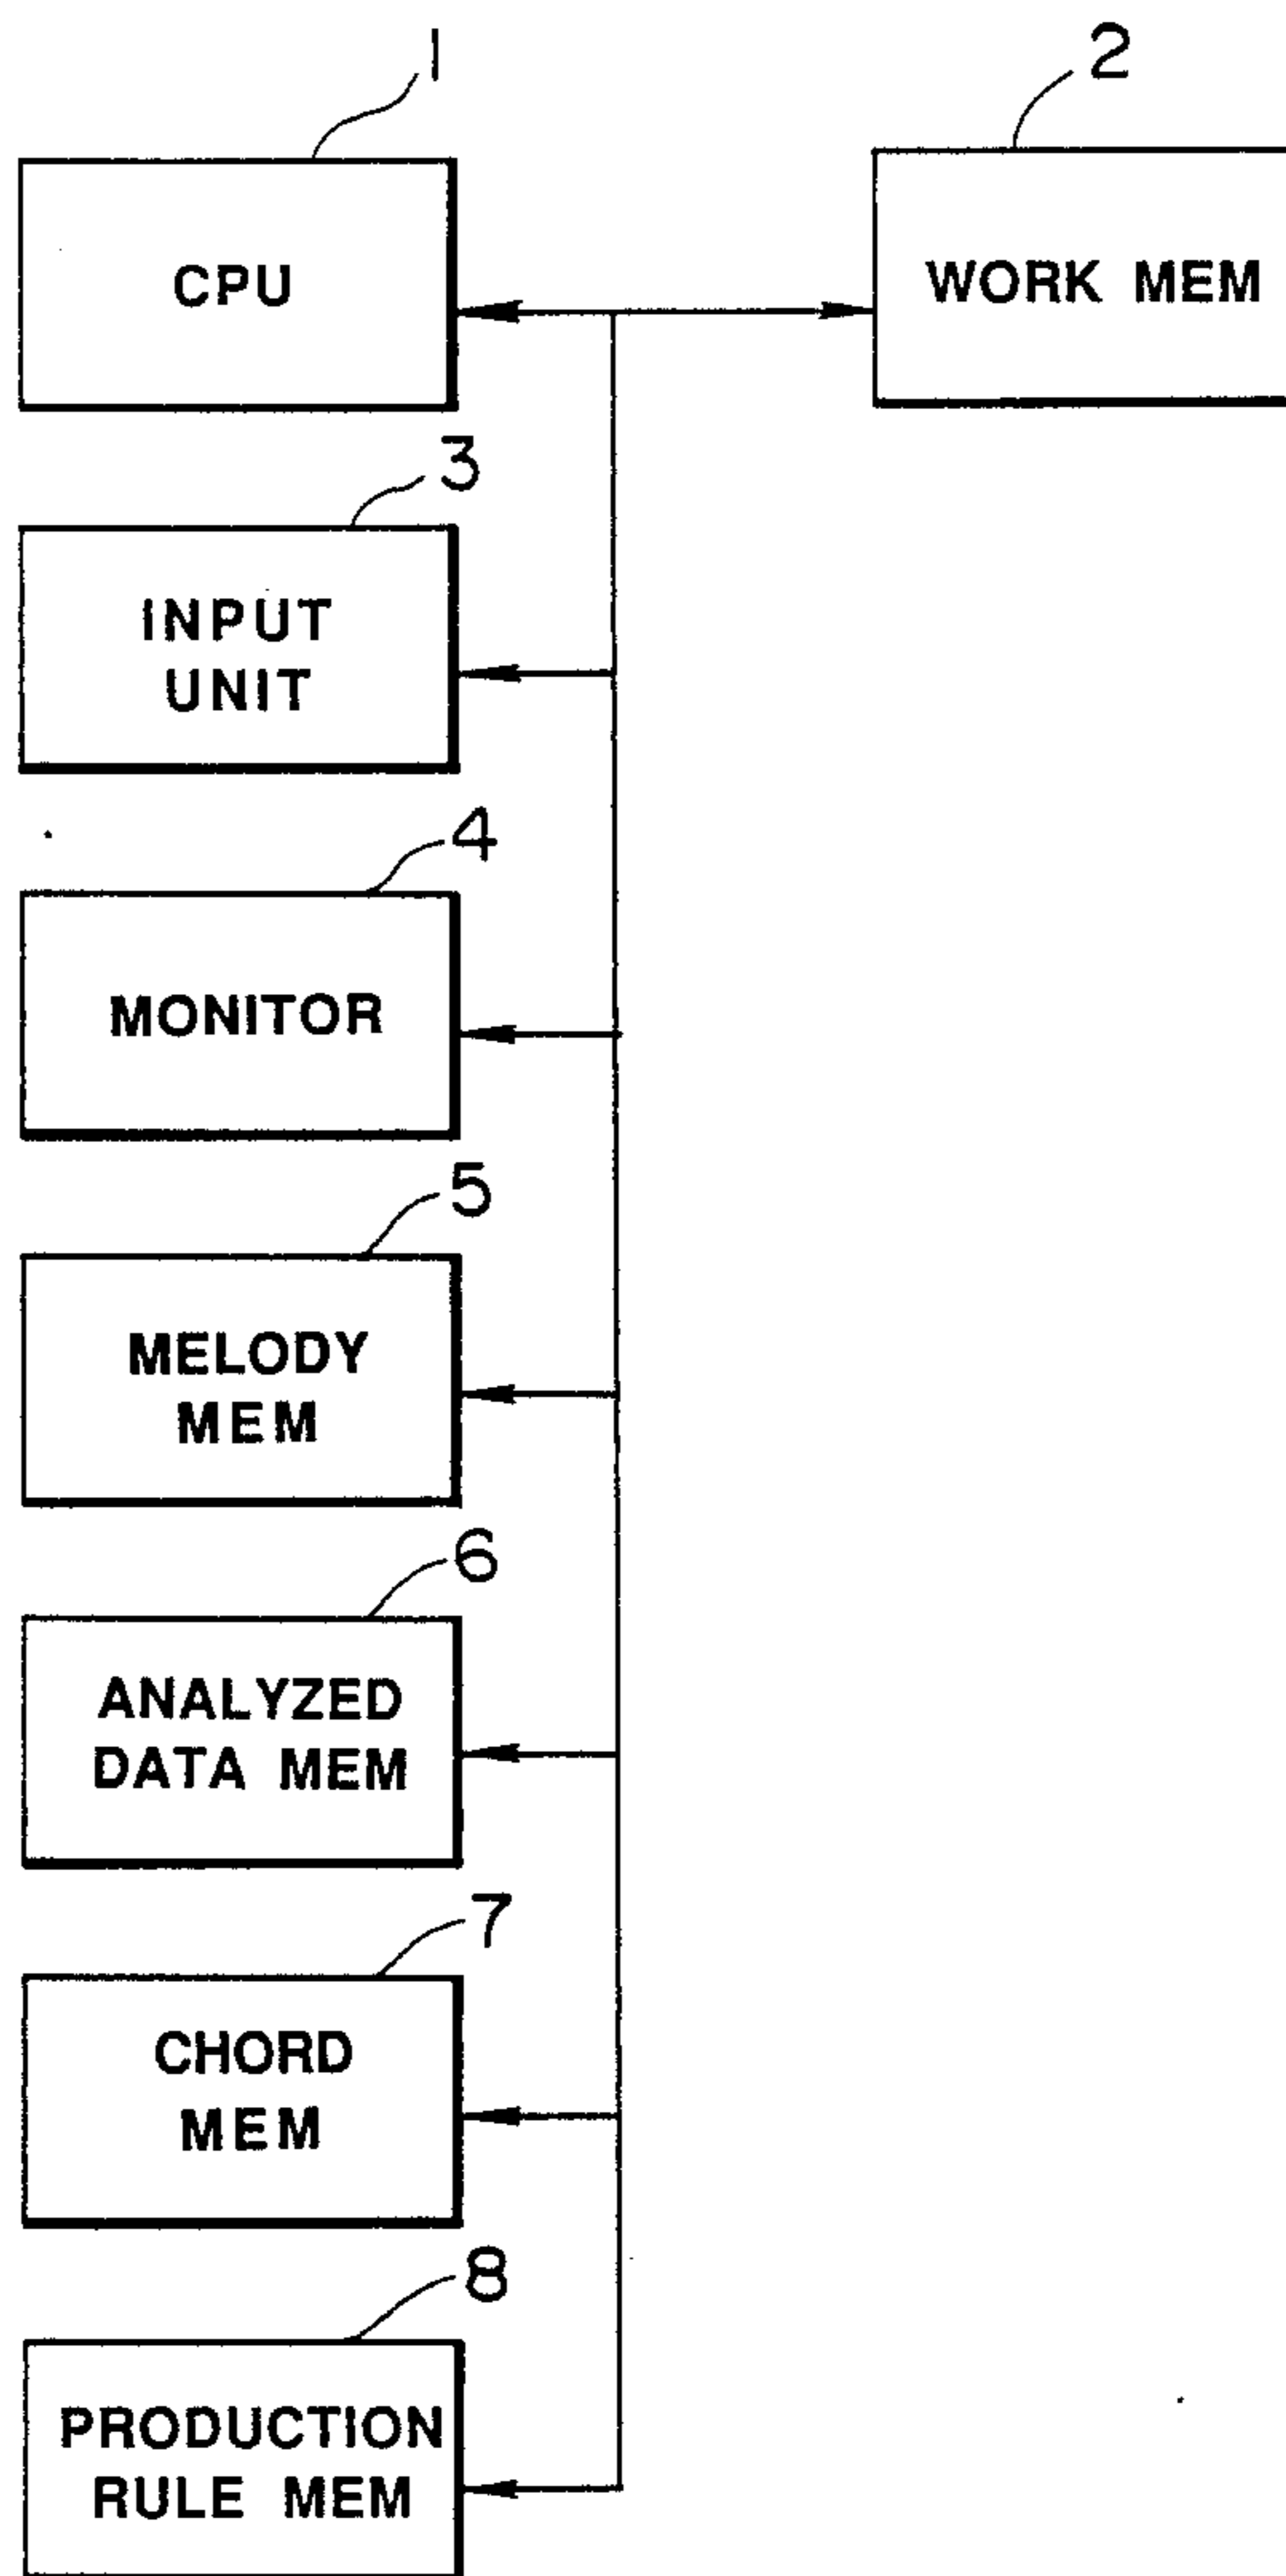 1
CPU
2
WORK MEM
3
INPUT
UNIT
4
MONITOR
5
MELODY
MEM
6
ANALYZED
DATA MEM
7
CHORD
MEM
8
PRODUCTION
RULE MEM